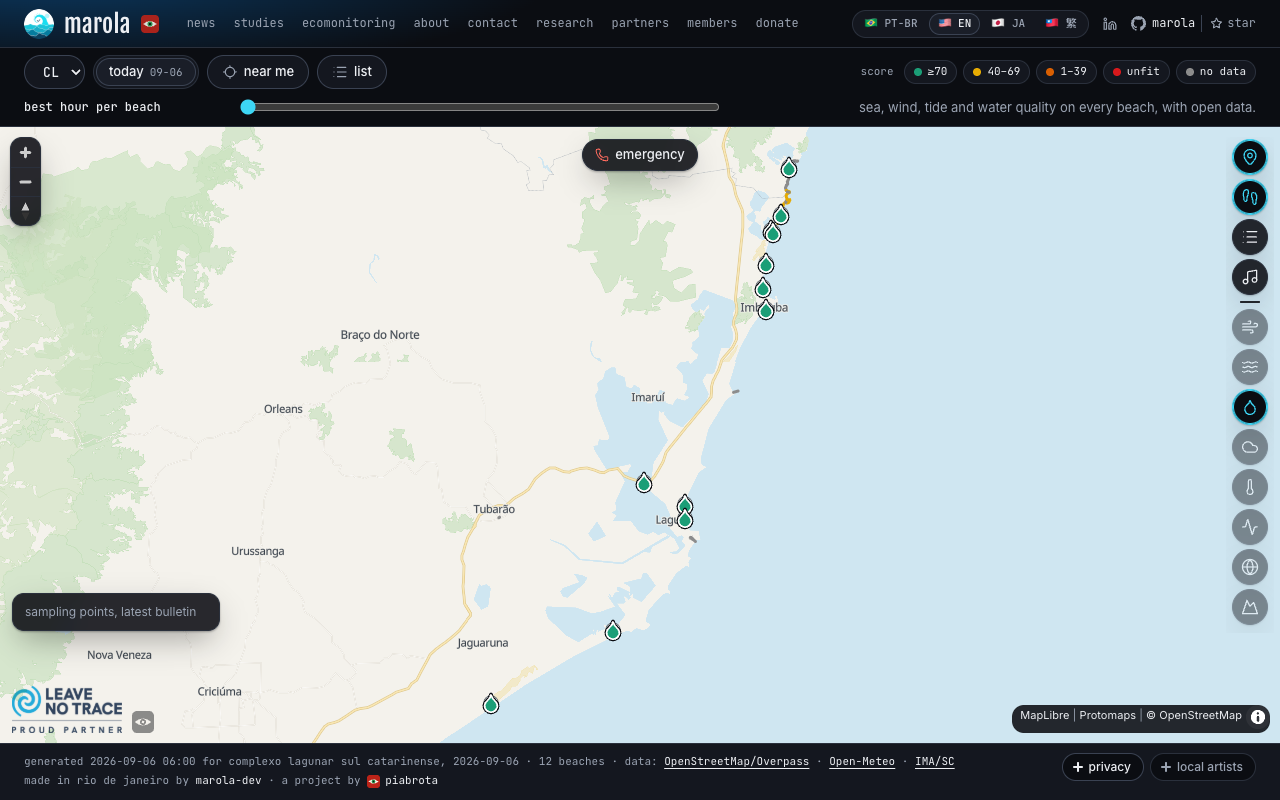 marola
news studies ecomonitoring about contact research partners members donate
PT-BR EN JA 繁
marola star
CL today 09-06 near me list
score ≥70 40–69 1–39 unfit no data
best hour per beach
sea, wind, tide and water quality on every beach, with open data.
emergency
Braço do Norte
Imaruí
Orleans
Tubarão
Urussanga
sampling points, latest bulletin
Jaguaruna
Nova Veneza
Criciúma
LEAVE
NO TRACE
PROUD PARTNER
MapLibre | Protomaps | © OpenStreetMap
generated 2026-09-06 06:00 for complexo lagunar sul catarinense, 2026-09-06 · 12 beaches · data: OpenStreetMap/Overpass · Open-Meteo · IMA/SC
made in rio de janeiro by marola-dev · a project by piabrota
+ privacy + local artists